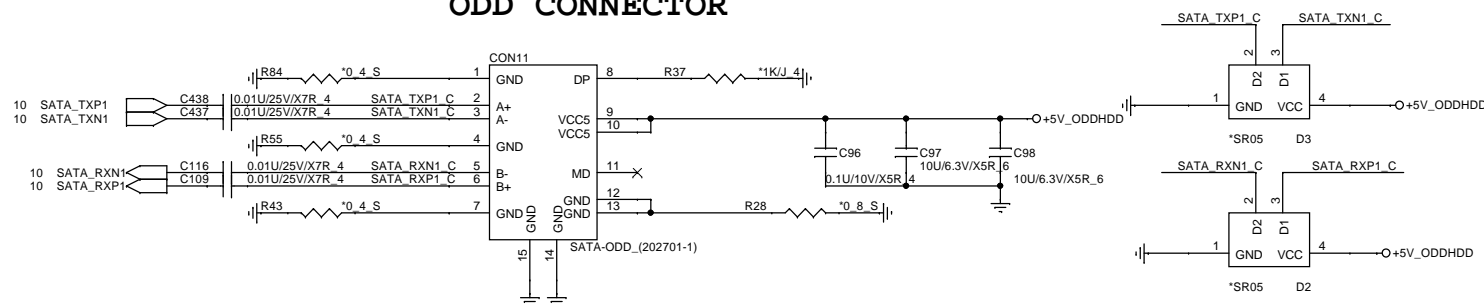 ODD CONNECTOR
SATA_TXP1_C SATA_TXN1_C
2 3
D2 D1
1 GND VCC 4 +5V_ODDHDD
*SR05 D3
CON11
R84 *0_4_S 1 GND DP 8 R37 *1K/J_4
10 SATA_TXP1 C438 0.01U/25V/X7R_4 SATA_TXP1_C 2 A+
10 SATA_TXN1 C437 0.01U/25V/X7R_4 SATA_TXN1_C 3 A-
VCC5 9 +5V_ODDHDD
VCC5 10
R55 *0_4_S 4 GND
C96 C97 C98
0.1U/10V/X5R_4 10U/6.3V/X5R_6 10U/6.3V/X5R_6
10 SATA_RXN1 C116 0.01U/25V/X7R_4 SATA_RXN1_C 5 B-
10 SATA_RXP1 C109 0.01U/25V/X7R_4 SATA_RXP1_C 6 B+
MD 11
GND 12
R43 *0_4_S 7 GND GND 13 R28 *0_8_S
GND GND
15 14
SATA-ODD_(202701-1)
SATA_RXN1_C SATA_RXP1_C
2 3
D2 D1
1 GND VCC 4 +5V_ODDHDD
*SR05 D2